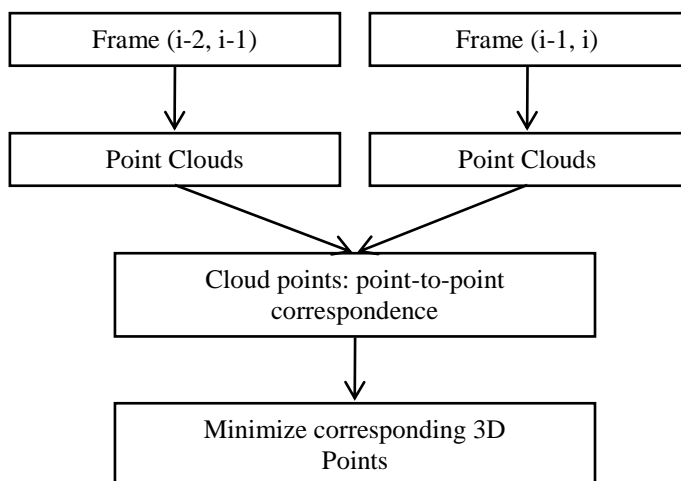 Frame (i-2, i-1)
Frame (i-1, i)
Point Clouds
Point Clouds
Cloud points: point-to-point
correspondence
Minimize corresponding 3D
Points